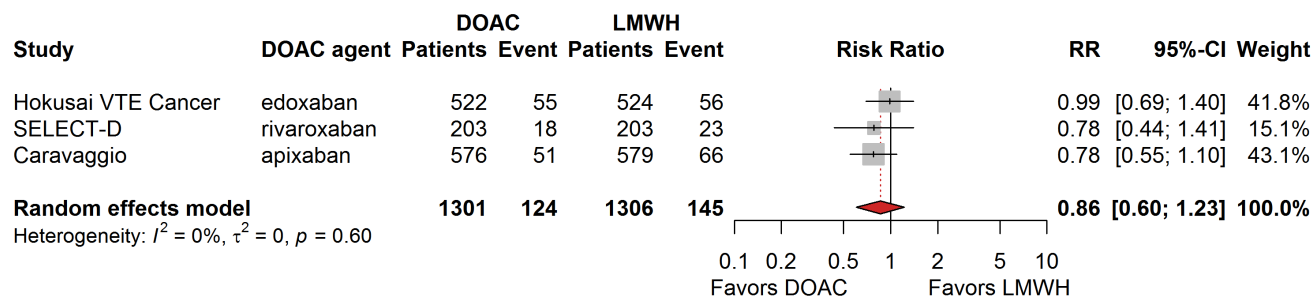 DOAC LMWH
Study DOAC agent Patients Event Patients Event Risk Ratio RR 95%-CI Weight
Hokusai VTE Cancer edoxaban 522 55 524 56 0.99 [0.69; 1.40] 41.8%
SELECT-D rivaroxaban 203 18 203 23 0.78 [0.44; 1.41] 15.1%
Caravaggio apixaban 576 51 579 66 0.78 [0.55; 1.10] 43.1%
Random effects model 1301 124 1306 145 0.86 [0.60; 1.23] 100.0%
Heterogeneity: I² = 0%, τ² = 0, p = 0.60
0.1 0.2 0.5 1 2 5 10
Favors DOAC Favors LMWH